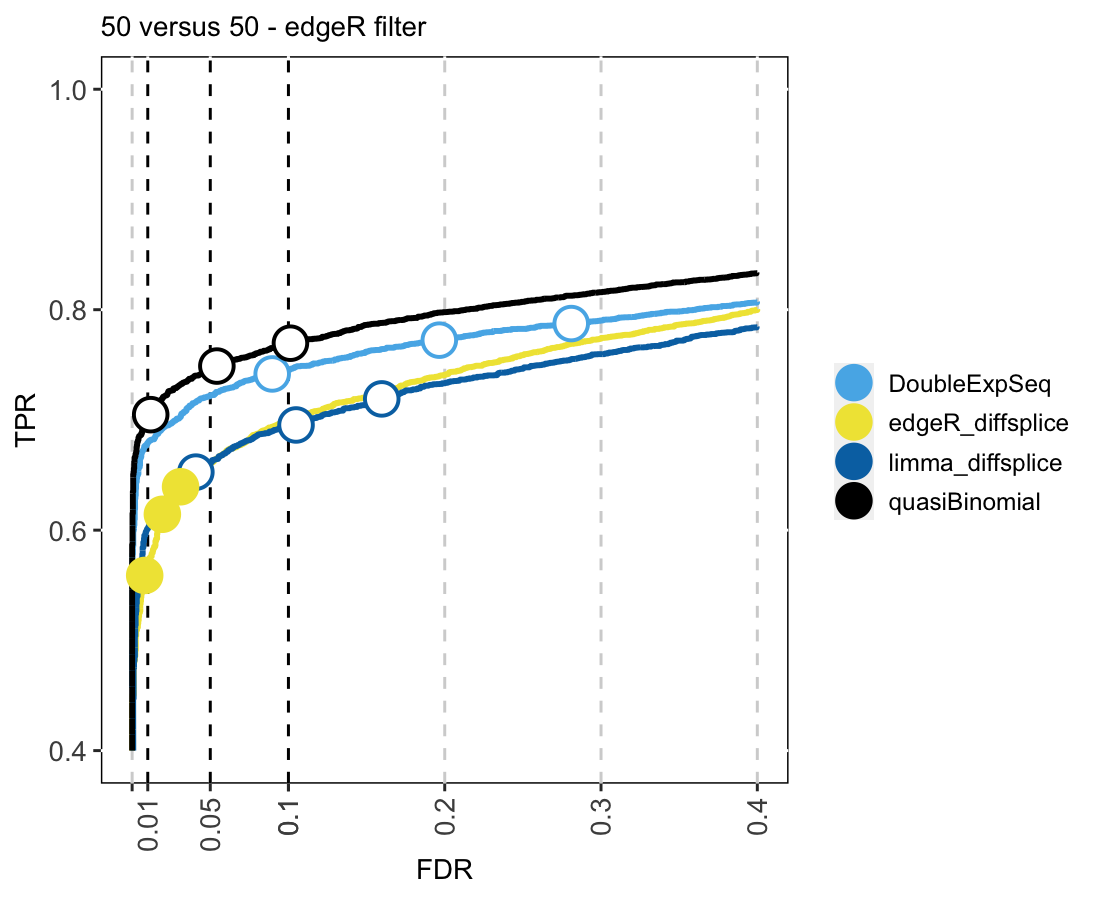 50 versus 50 - edgeR filter
TPR
1.0
0.8
0.6
0.4
0.01
0.05
0.1
0.2
0.3
0.4
FDR
DoubleExpSeq
edgeR_diffsplice
limma_diffsplice
quasiBinomial